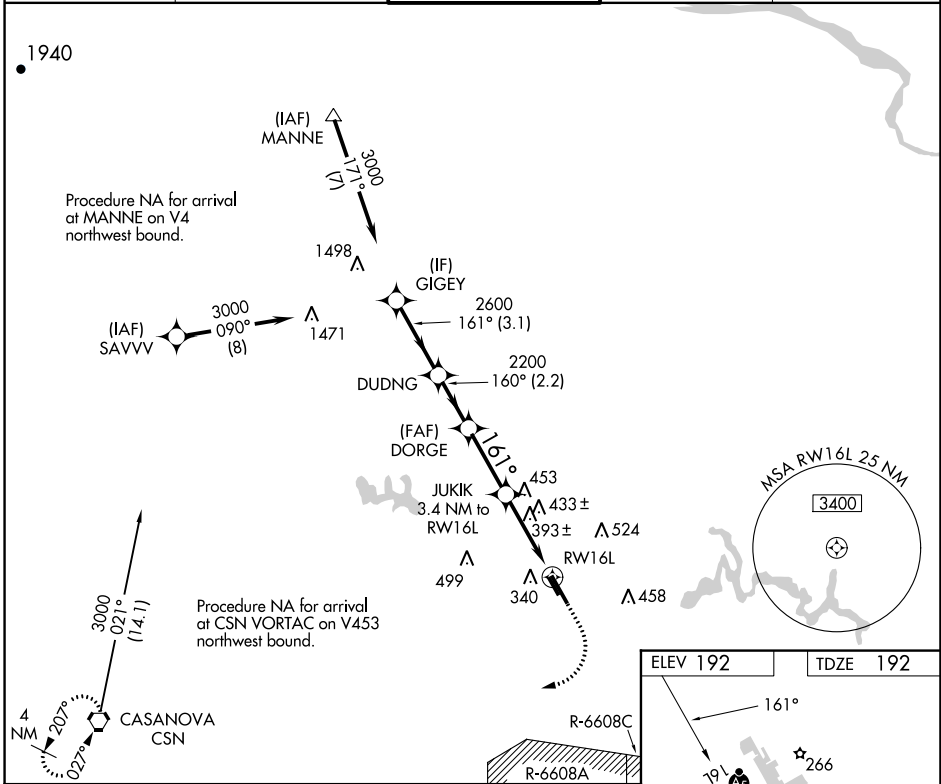 1940
(IAF)
MANNE
3000
171°
(7)
Procedure NA for arrival
at MANNE on V4
northwest bound.
1498
(IF)
GIGEY
2600
161° (3.1)
3000
090°
(8)
(IAF)
SAVVV
1471
2200
160° (2.2)
DUDNG
(FAF)
DORGE
161°
JUKIK
3.4 NM to
RW16L
453
433±
393±
524
499
RW16L
340
458
MSA RW16L 25 NM
3400
3000
021°
(14.1)
Procedure NA for arrival
at CSN VORTAC on V453
northwest bound.
4
NM
207°
027°
CASANOVA
CSN
R-6608C
R-6608A
ELEV 192
TDZE 192
161°
16L
266